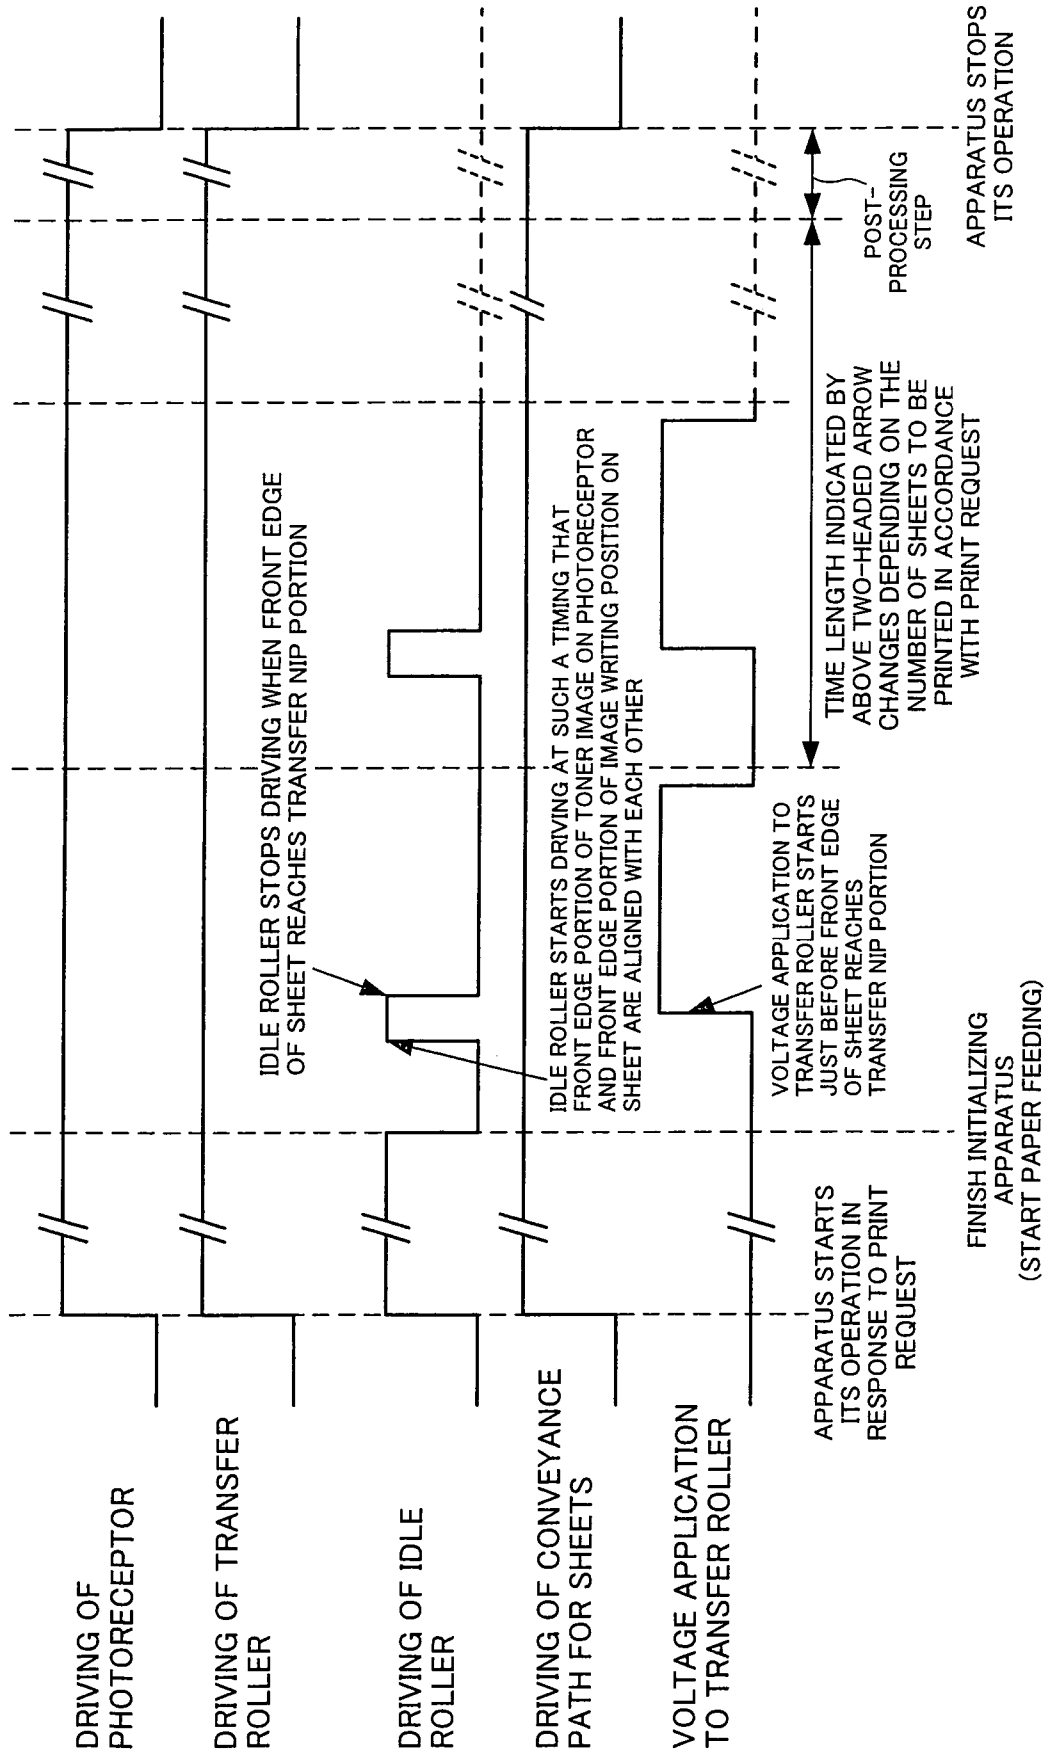 DRIVING OF
PHOTORECEPTOR
DRIVING OF TRANSFER
ROLLER
DRIVING OF IDLE
ROLLER
DRIVING OF CONVEYANCE
PATH FOR SHEETS
VOLTAGE APPLICATION
TO TRANSFER ROLLER
IDLE ROLLER STOPS DRIVING WHEN FRONT EDGE
OF SHEET REACHES TRANSFER NIP PORTION
IDLE ROLLER STARTS DRIVING AT SUCH A TIMING THAT
FRONT EDGE PORTION OF TONER IMAGE ON PHOTORECEPTOR
AND FRONT EDGE PORTION OF IMAGE WRITING POSITION ON
SHEET ARE ALIGNED WITH EACH OTHER
VOLTAGE APPLICATION TO
TRANSFER ROLLER STARTS
JUST BEFORE FRONT EDGE
OF SHEET REACHES
TRANSFER NIP PORTION
APPARATUS STARTS
ITS OPERATION IN
RESPONSE TO PRINT
REQUEST
FINISH INITIALIZING
APPARATUS
(START PAPER FEEDING)
TIME LENGTH INDICATED BY
ABOVE TWO-HEADED ARROW
CHANGES DEPENDING ON THE
NUMBER OF SHEETS TO BE
PRINTED IN ACCORDANCE
WITH PRINT REQUEST
POST-
PROCESSING
STEP
APPARATUS STOPS
ITS OPERATION